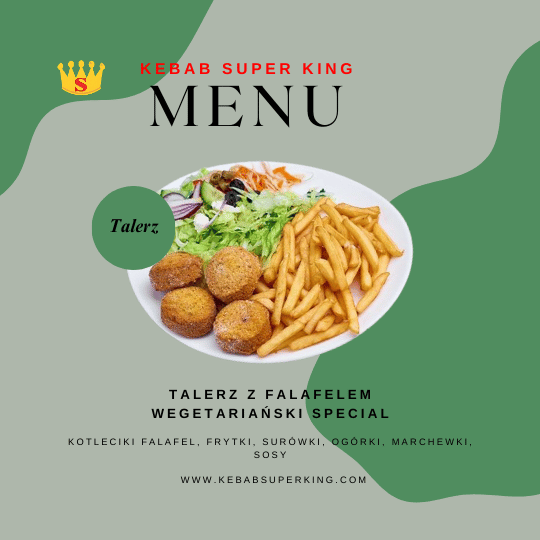 KEBAB SUPER KING
S
MENU
Talerz
TALERZ Z FALAFELEM
WEGETARIAŃSKI SPECIAL
KOTLECIKI FALAFEL, FRYTKI, SURÓWKI, OGÓRKI, MARCHEWKI,
SOSY
WWW.KEBABSUPERKING.COM